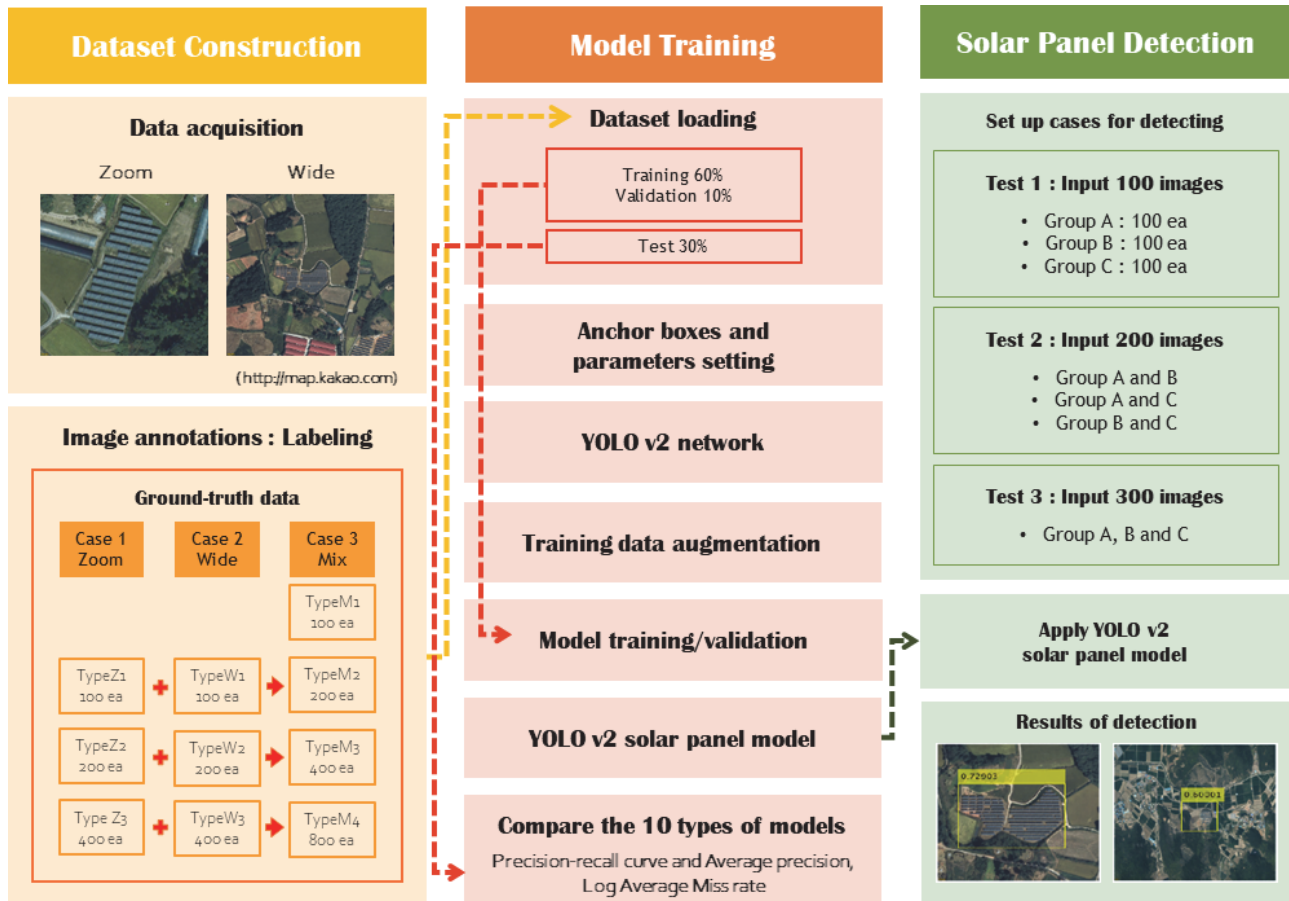 Dataset Construction
Data acquisition
Zoom
Wide
(http://map.kakao.com)
Image annotations : Labeling
Ground-truth data
Case 1
Zoom
Case 2
Wide
Case 3
Mix
TypeM1
100 ea
TypeZ1
100 ea
TypeW1
100 ea
TypeM2
200 ea
TypeZ2
200 ea
TypeW2
200 ea
TypeM3
400 ea
Type Z3
400 ea
TypeW3
400 ea
TypeM4
800 ea
Model Training
Dataset loading
Training 60%
Validation 10%
Test 30%
Anchor boxes and
parameters setting
YOLO v2 network
Training data augmentation
Model training/validation
YOLO v2 solar panel model
Compare the 10 types of models
Precision-recall curve and Average precision,
Log Average Miss rate
Solar Panel Detection
Set up cases for detecting
Test 1 : Input 100 images
• Group A : 100 ea
• Group B : 100 ea
• Group C : 100 ea
Test 2 : Input 200 images
• Group A and B
• Group A and C
• Group B and C
Test 3 : Input 300 images
• Group A, B and C
Apply YOLO v2
solar panel model
Results of detection
0.72903
0.60001